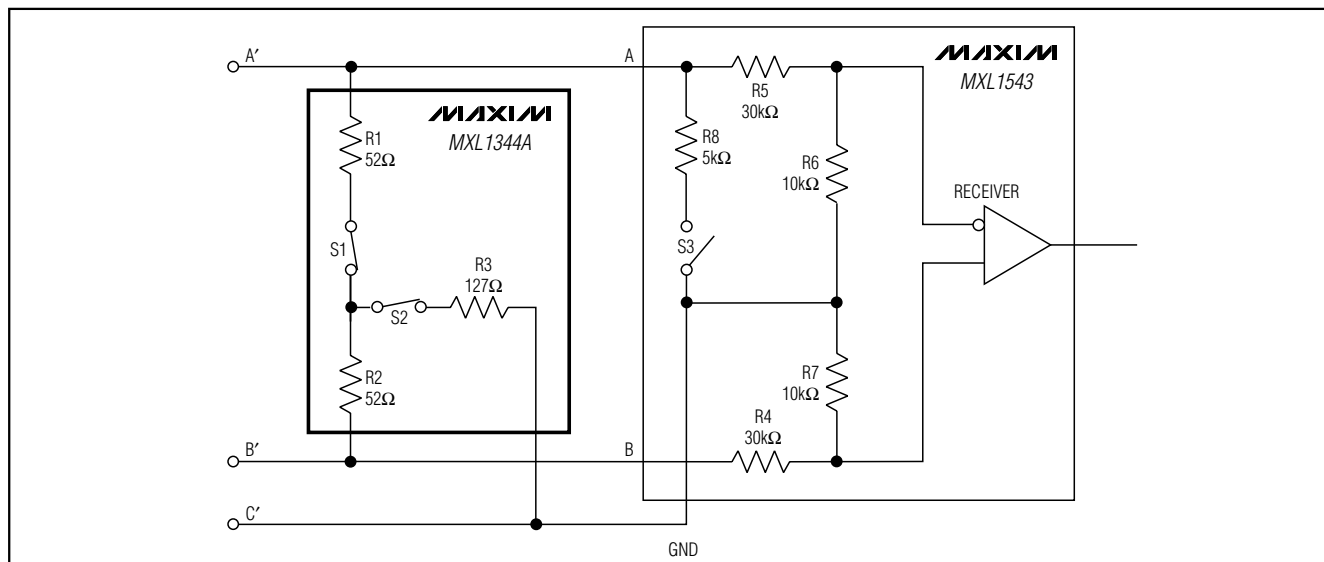 A′
A
MAXIM
MXL1543
R5
30kΩ
MAXIM
MXL1344A
R1
52Ω
R8
5kΩ
R6
10kΩ
RECEIVER
S1
S3
R3
127Ω
S2
R2
52Ω
R7
10kΩ
R4
30kΩ
B′
B
C′
GND